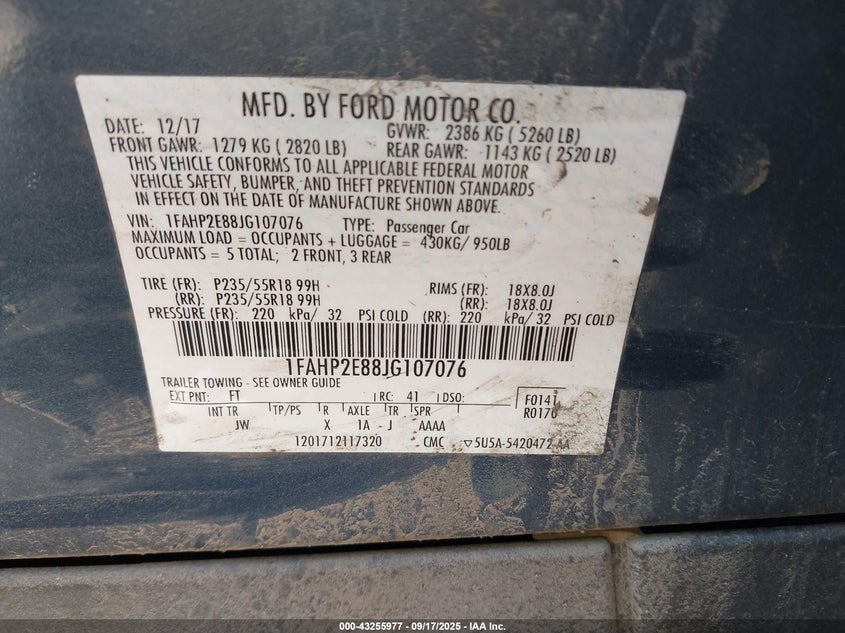 MFD. BY FORD MOTOR CO.
DATE: 12/17 GVWR: 2386 KG ( 5260 LB)
FRONT GAWR: 1279 KG ( 2820 LB) REAR GAWR: 1143 KG ( 2520 LB)
THIS VEHICLE CONFORMS TO ALL APPLICABLE FEDERAL MOTOR
VEHICLE SAFETY, BUMPER, AND THEFT PREVENTION STANDARDS
IN EFFECT ON THE DATE OF MANUFACTURE SHOWN ABOVE.
VIN: 1FAHP2E88JG107076 TYPE: Passenger Car
MAXIMUM LOAD = OCCUPANTS + LUGGAGE = 430KG/ 950LB
OCCUPANTS = 5 TOTAL; 2 FRONT, 3 REAR
TIRE (FR): P235/55R18 99H RIMS (FR): 18X8.0J
(RR): P235/55R18 99H (RR): 18X8.0J
PRESSURE (FR): 220 kPa/ 32 PSI COLD (RR): 220 kPa/ 32 PSI COLD
1FAHP2E88JG107076
TRAILER TOWING - SEE OWNER GUIDE
EXT PNT: FT RC: 41 DSO: F0141
INT TR TP/PS R AXLE TR SPR R0170
JW X 1A J AAAA
1201712117320 CMC ▽5U5A-5420472-AA
000-43255977 - 09/17/2025 - IAA Inc.